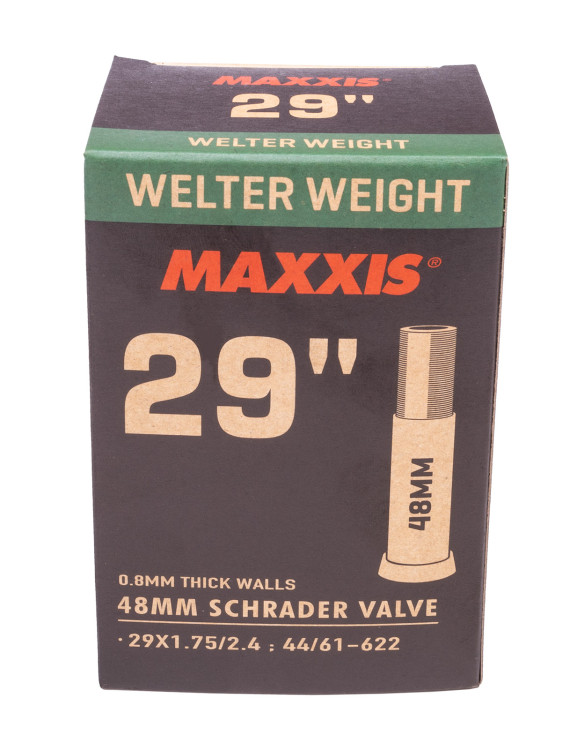 MAXXIS®
29"
WELTER WEIGHT
WELTER WEIGHT
MAXXIS®
29"
48MM
0.8MM THICK WALLS
48MM SCHRADER VALVE
· 29X1.75/2.4 ; 44/61-622